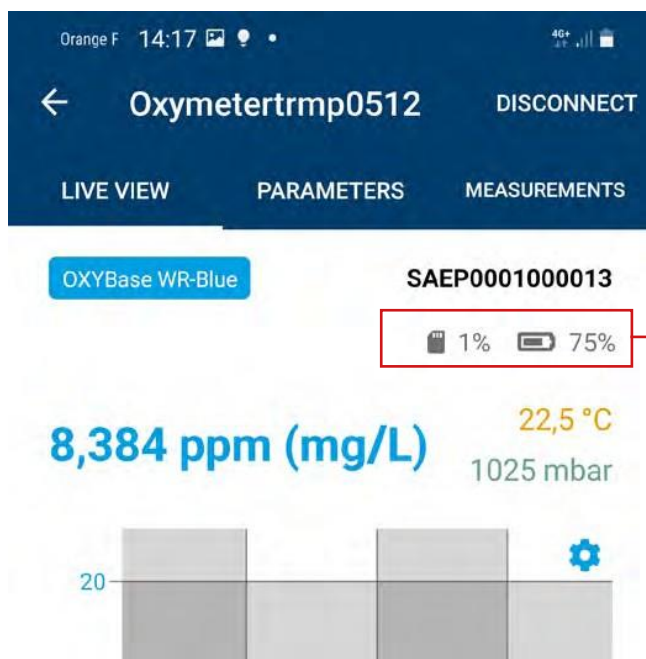 Orange F 14:17
4G+
Oxymetertrmp0512 DISCONNECT
LIVE VIEW PARAMETERS MEASUREMENTS
OXYBase WR-Blue SAEP0001000013
1% 75%
8,384 ppm (mg/L) 22,5 °C
1025 mbar
20